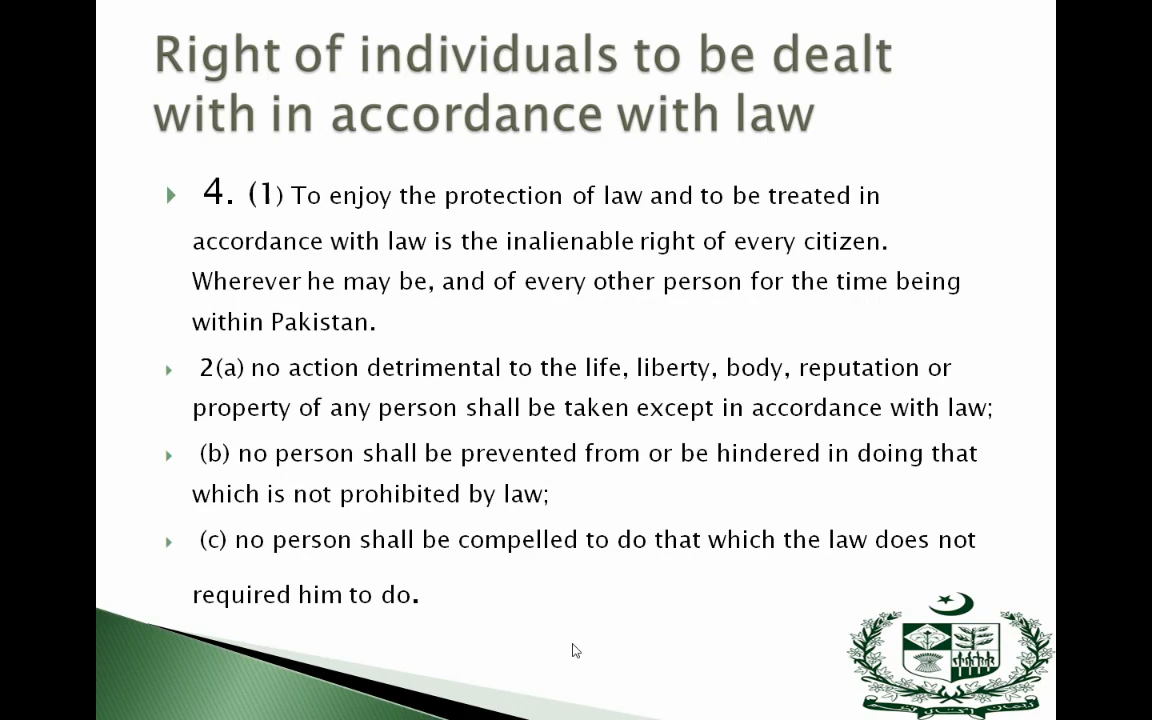 Right of individuals to be dealt
with in accordance with law
4. (1) To enjoy the protection of law and to be treated in
accordance with law is the inalienable right of every citizen.
Wherever he may be, and of every other person for the time being
within Pakistan.
2(a) no action detrimental to the life, liberty, body, reputation or
property of any person shall be taken except in accordance with law;
(b) no person shall be prevented from or be hindered in doing that
which is not prohibited by law;
(c) no person shall be compelled to do that which the law does not
required him to do.